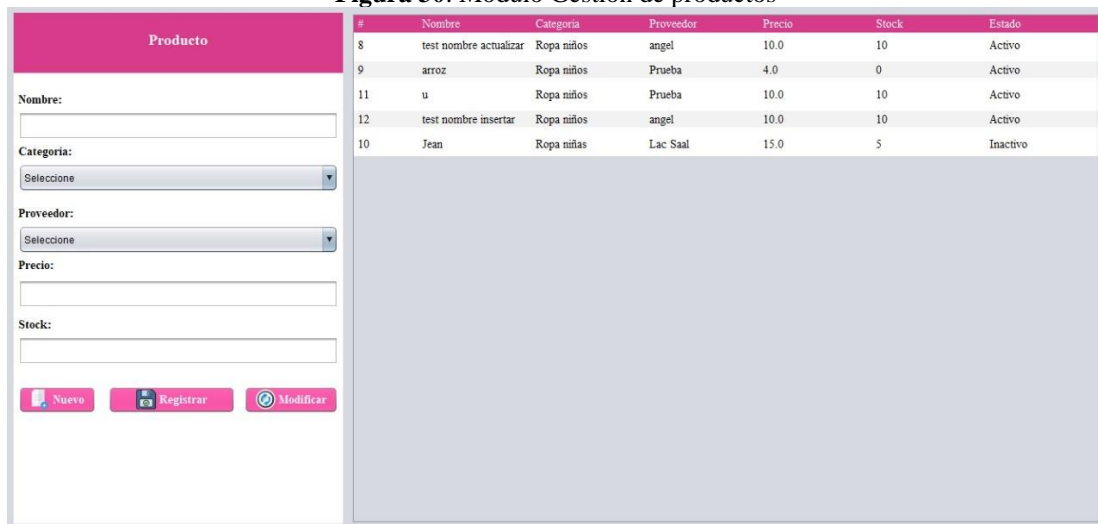 Figura 30. Módulo Gestión de productos
Producto
Nombre:
Categoría:
Seleccione
Proveedor:
Seleccione
Precio:
Stock:
Nuevo Registrar Modificar
# Nombre Categoria Proveedor Precio Stock Estado
8 test nombre actualizar Ropa niños angel 10.0 10 Activo
9 arroz Ropa niños Prueba 4.0 0 Activo
11 u Ropa niños Prueba 10.0 10 Activo
12 test nombre insertar Ropa niños angel 10.0 10 Activo
10 Jean Ropa niñas Lac Saal 15.0 5 Inactivo